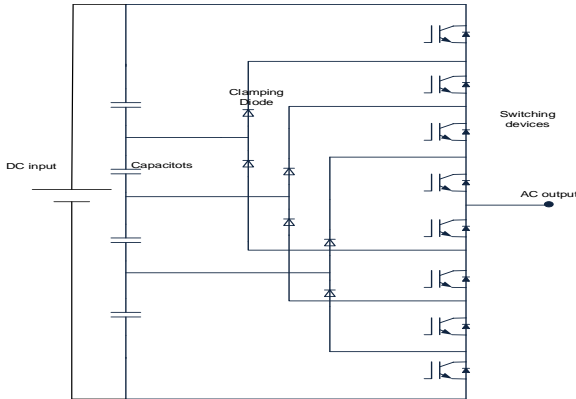 Clamping
Diode
Switching
devices
DC input
Capacitots
AC output